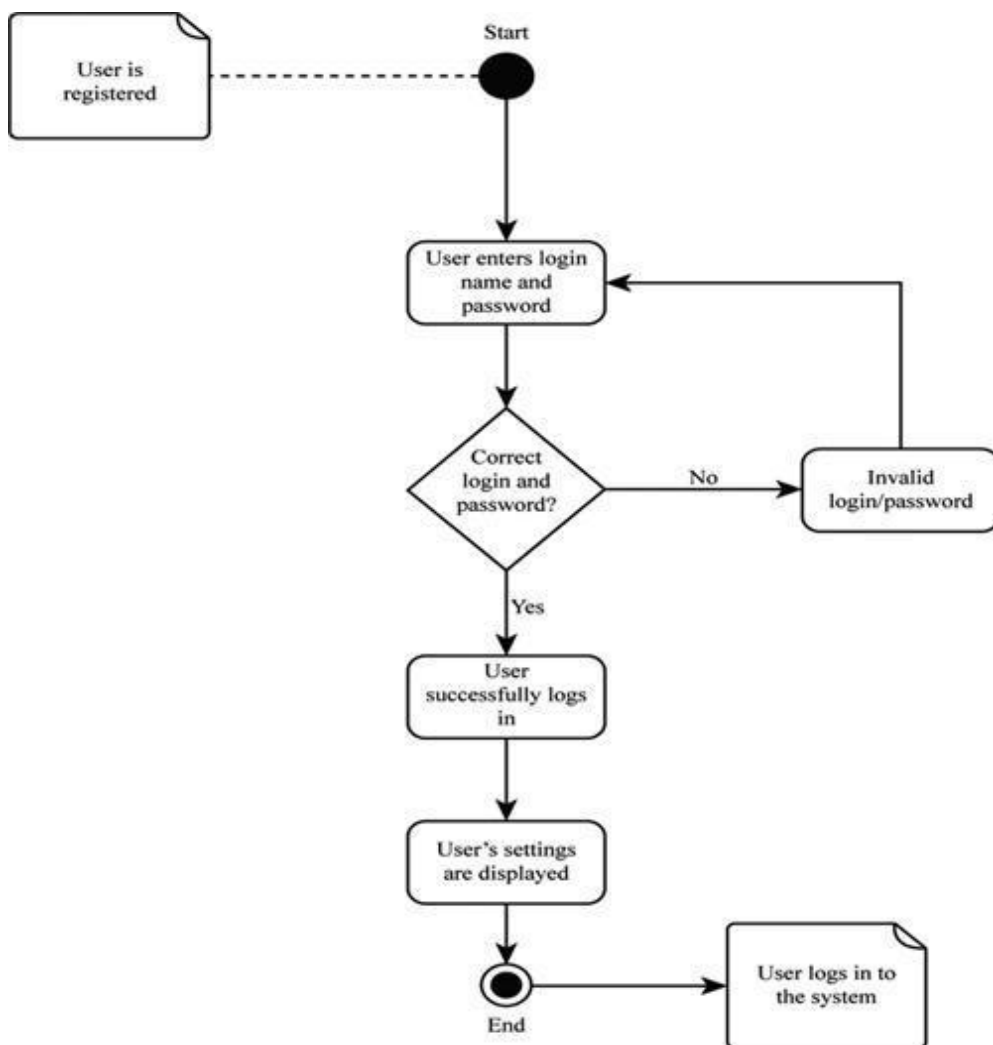 Start
User is
registered
User enters login
name and
password
Correct
login and
password?
No
Invalid
login/password
Yes
User
successfully logs
in
User’s settings
are displayed
User logs in to
the system
End